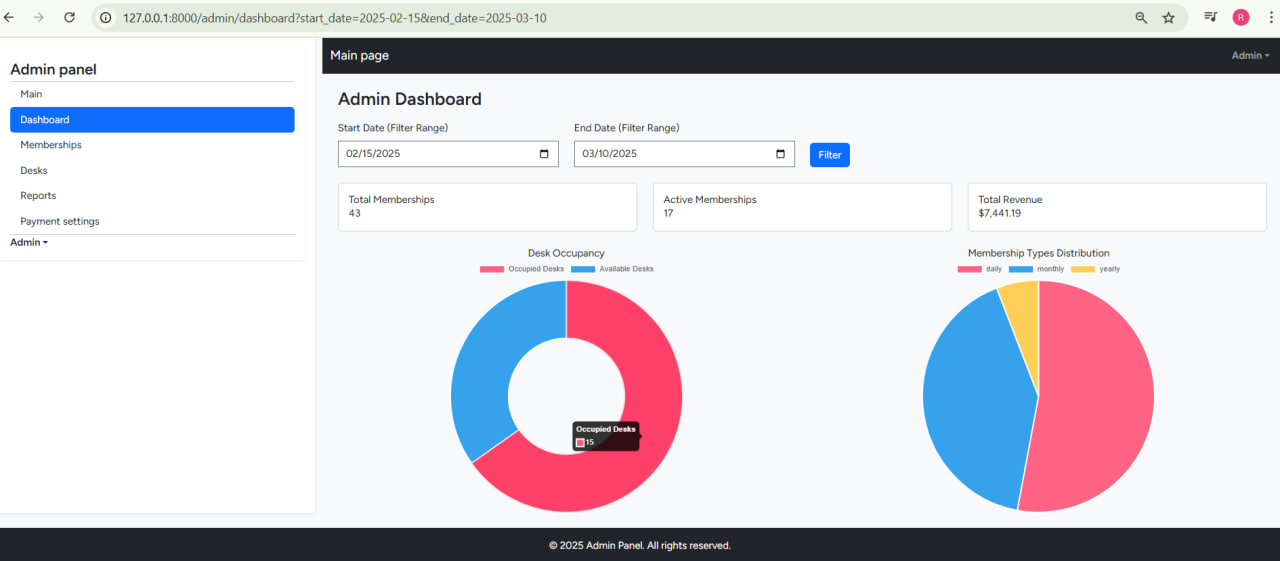 127.0.0.1:8000/admin/dashboard?start_date=2025-02-15&end_date=2025-03-10
R
Admin panel
Main
Dashboard
Memberships
Desks
Reports
Payment settings
Admin
Main page
Admin
Admin Dashboard
Start Date (Filter Range) End Date (Filter Range)
02/15/2025 03/10/2025 Filter
Total Memberships
43
Active Memberships
17
Total Revenue
$7,441.19
Desk Occupancy
Occupied Desks Available Desks
Occupied Desks
15
Membership Types Distribution
daily monthly yearly
© 2025 Admin Panel. All rights reserved.